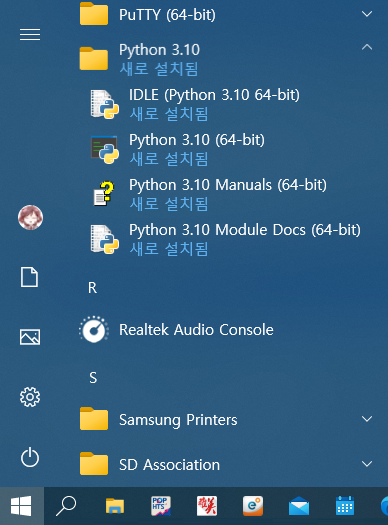 PuTTY (64-bit)
Python 3.10
새로 설치됨
IDLE (Python 3.10 64-bit)
새로 설치됨
Python 3.10 (64-bit)
새로 설치됨
Python 3.10 Manuals (64-bit)
새로 설치됨
Python 3.10 Module Docs (64-bit)
새로 설치됨
R
Realtek Audio Console
S
Samsung Printers
SD Association
POP
HTS